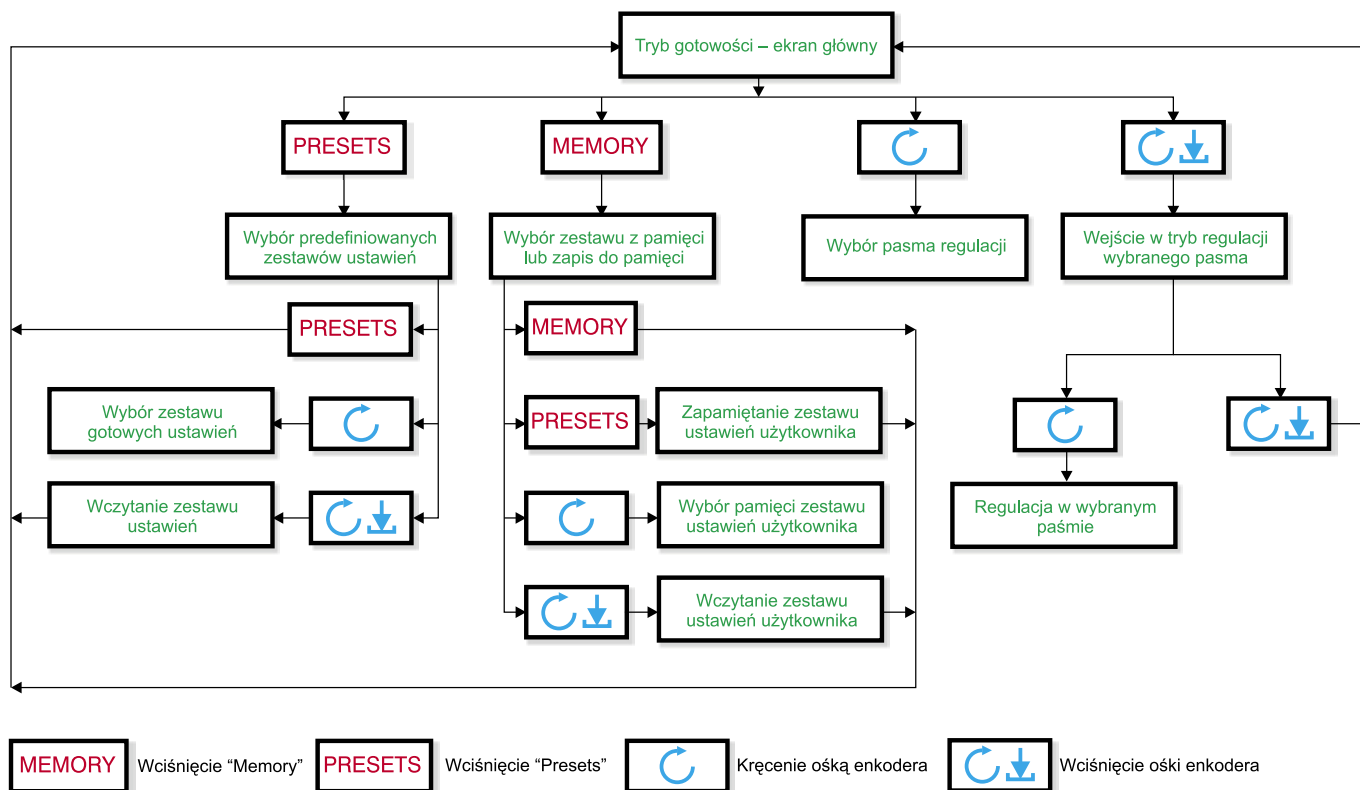 Tryb gotowości – ekran główny
PRESETS
MEMORY
Wybór predefiniowanych
zestawów ustawień
Wybór zestawu z pamięci
lub zapis do pamięci
Wybór pasma regulacji
Wejście w tryb regulacji
wybranego pasma
PRESETS
MEMORY
Wybór zestawu
gotowych ustawień
PRESETS
Zapamiętanie zestawu
ustawień użytkownika
Wczytanie zestawu
ustawień
Wybór pamięci zestawu
ustawień użytkownika
Regulacja w wybranym
paśmie
Wczytanie zestawu
ustawień użytkownika
MEMORY Wciśnięcie “Memory”
PRESETS Wciśnięcie “Presets”
Kręcenie ośką enkodera
Wciśnięcie ośki enkodera